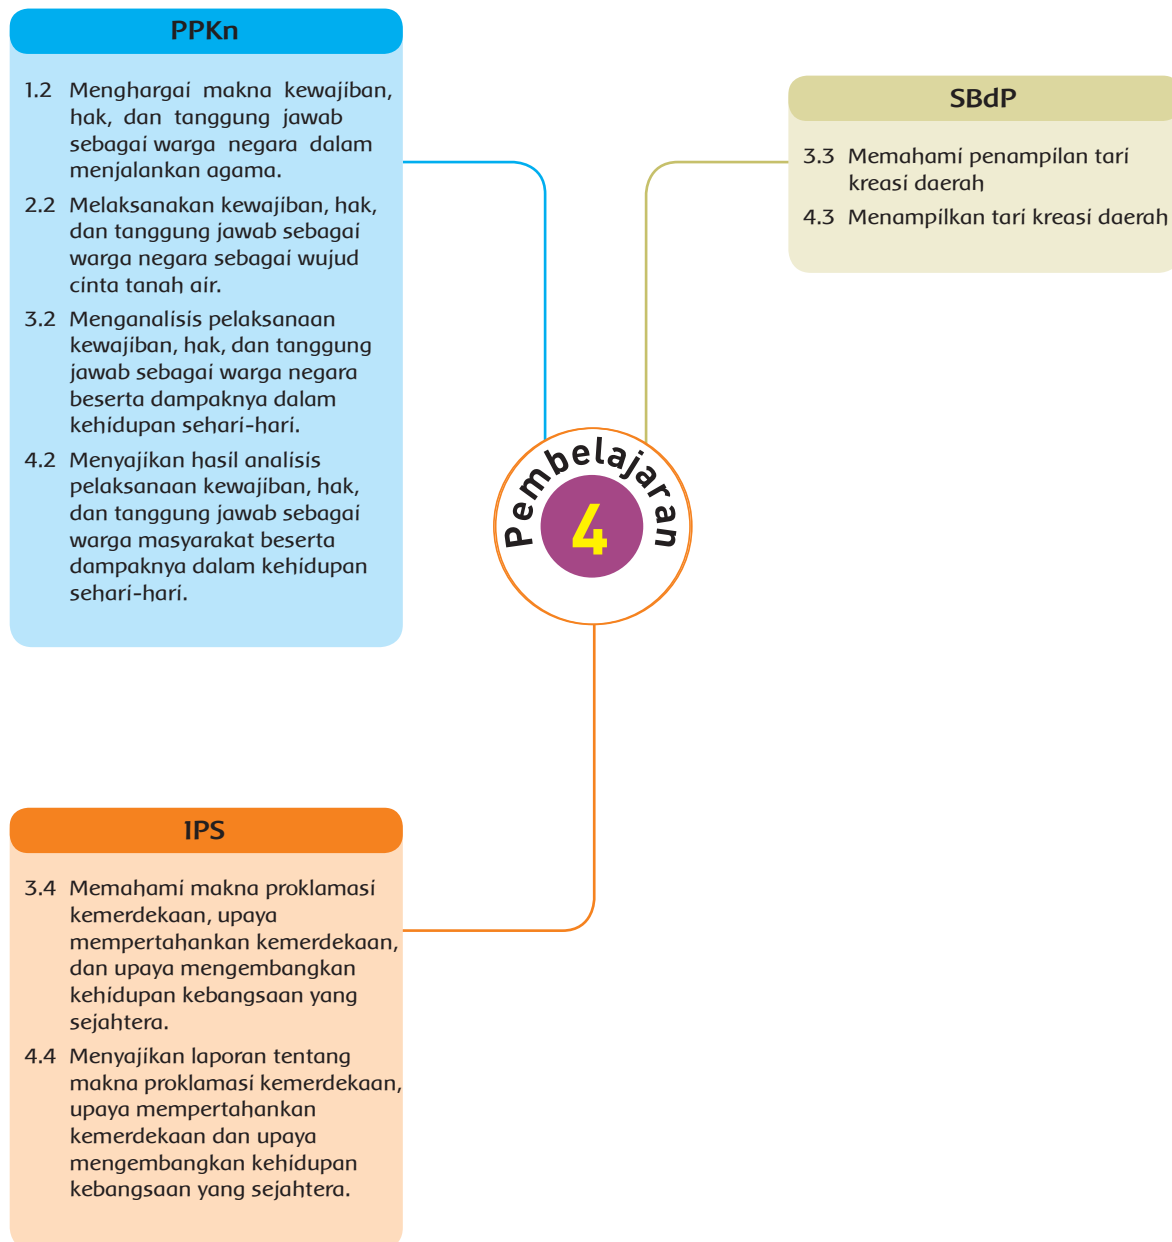 PPKn
1.2 Menghargai makna kewajiban,
hak, dan tanggung jawab
sebagai warga negara dalam
menjalankan agama.
2.2 Melaksanakan kewajiban, hak,
dan tanggung jawab sebagai
warga negara sebagai wujud
cinta tanah air.
3.2 Menganalisis pelaksanaan
kewajiban, hak, dan tanggung
jawab sebagai warga negara
beserta dampaknya dalam
kehidupan sehari-hari.
4.2 Menyajikan hasil analisis
pelaksanaan kewajiban, hak,
dan tanggung jawab sebagai
warga masyarakat beserta
dampaknya dalam kehidupan
sehari-hari.
SBdP
3.3 Memahami penampilan tari
kreasi daerah
4.3 Menampilkan tari kreasi daerah
Pembelajaran
4
IPS
3.4 Memahami makna proklamasi
kemerdekaan, upaya
mempertahankan kemerdekaan,
dan upaya mengembangkan
kehidupan kebangsaan yang
sejahtera.
4.4 Menyajikan laporan tentang
makna proklamasi kemerdekaan,
upaya mempertahankan
kemerdekaan dan upaya
mengembangkan kehidupan
kebangsaan yang sejahtera.